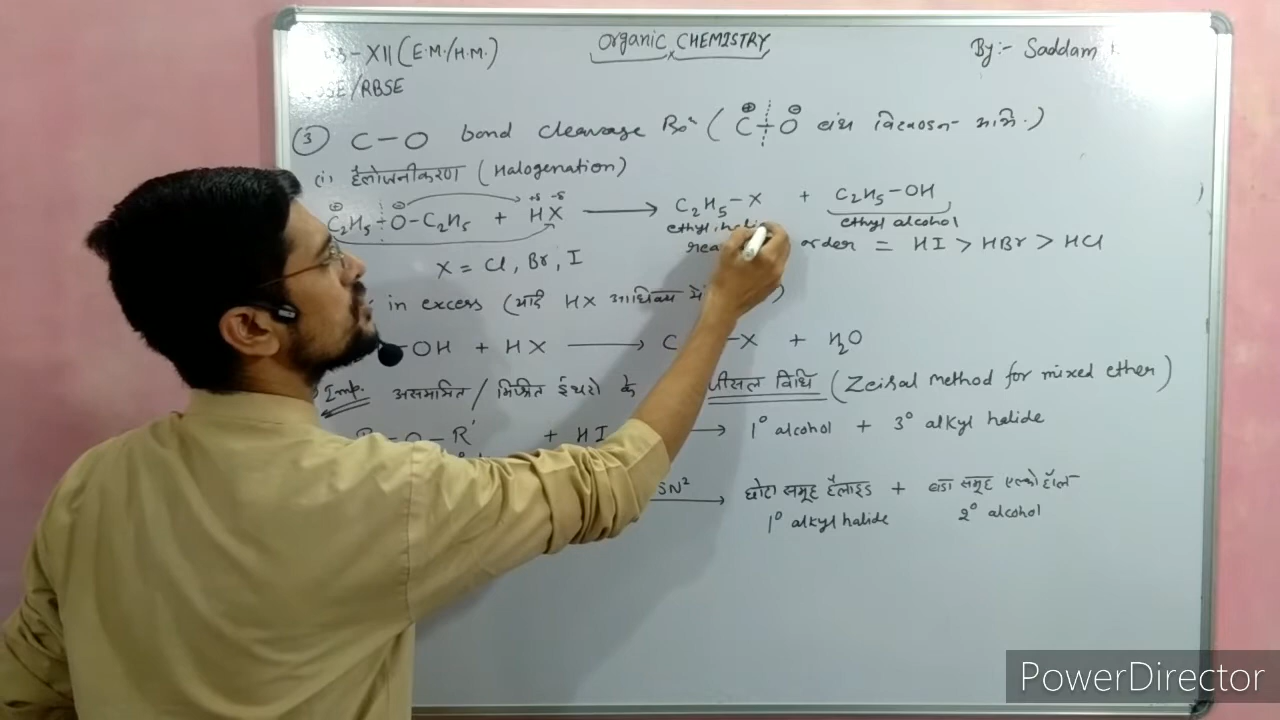 -XII (E.M./H.M.)
Organic CHEMISTRY
By:- Saddam
/RBSE
③ C-O bond cleavage Rxⁿ ( C⊕ ┊ O⊖ बंध विदलन अभि.)
(i) हैलोजनीकरण (Halogenation)
C₂H₅-O-C₂H₅ + HX ⟶ C₂H₅-X + C₂H₅-OH
ethyl ethyl alcohol
order = HI > HBr > HCl
X = Cl, Br, I
in excess (यदि HX आधिक्य में )
-OH + HX ⟶ C -X + H₂O
Imp. असममित/मिश्रित ईथरो के विधि (Zeisal method for mixed ether)
O-R' + HI ⟶ 1° alcohol + 3° alkyl halide
SN² ⟶ छोटा समूह हैलाइड + बडा समूह एल्कोहॉल
1° alkyl halide 2° alcohol
PowerDirector